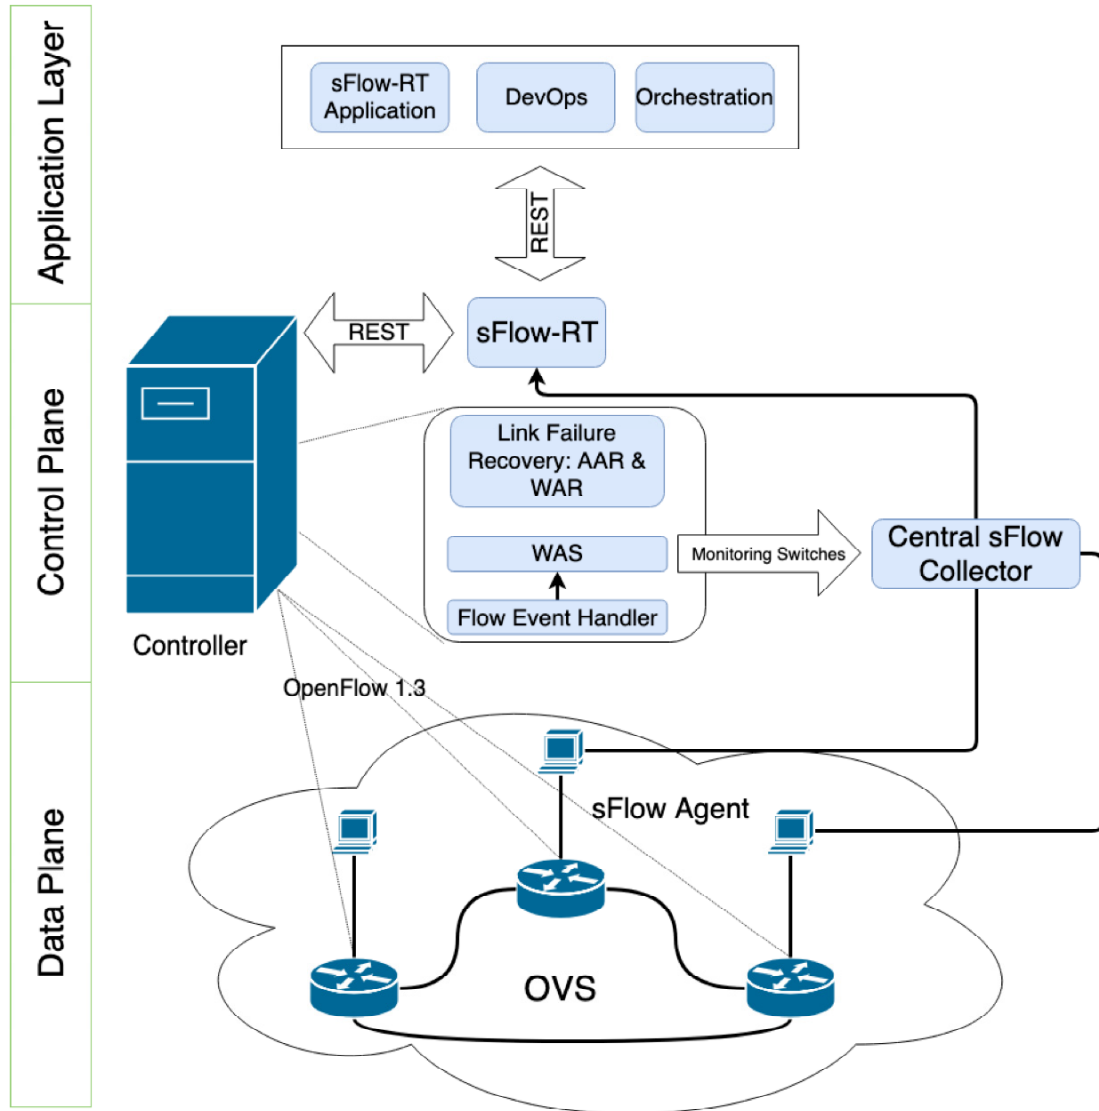 Application Layer
sFlow-RT
Application
DevOps
Orchestration
REST
Control Plane
REST
sFlow-RT
Link Failure
Recovery: AAR &
WAR
WAS
Flow Event Handler
Monitoring Switches
Central sFlow
Collector
Controller
OpenFlow 1.3
Data Plane
sFlow Agent
OVS